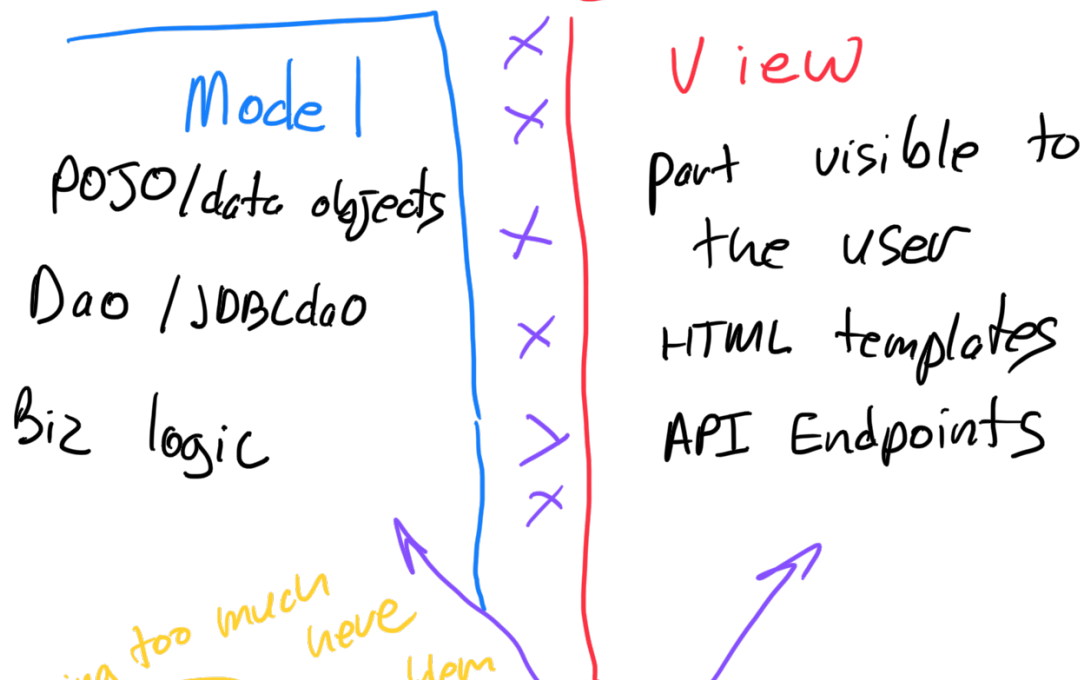 Model
POJO/data objects
Dao / JDBCdao
Biz logic
X
X
X
X
X
View
part visible to
the user
HTML templates
API Endpoints
too much
here